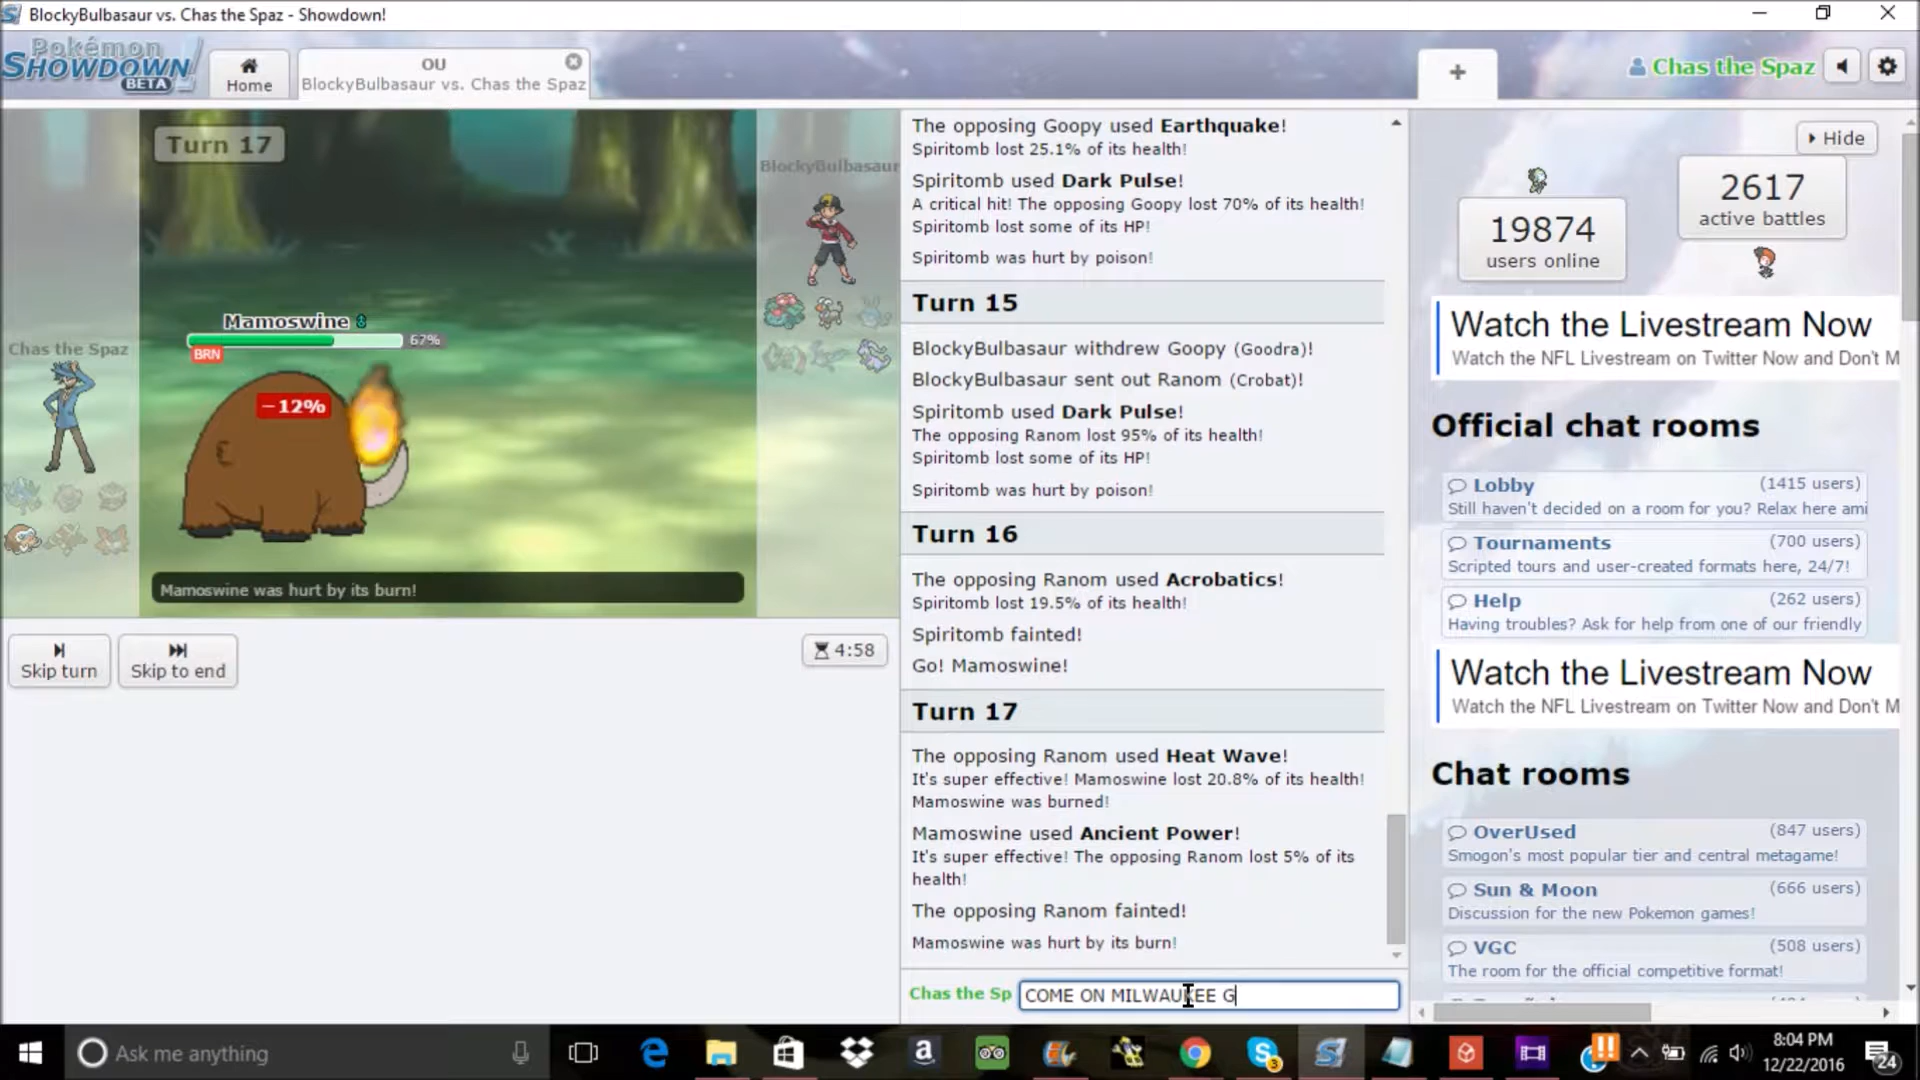 BlockyBulbasaur vs. Chas the Spaz - Showdown!
Pokémon
SHOWDOWN
BETA
Home
OU
BlockyBulbasaur vs. Chas the Spaz
+
Chas the Spaz
Turn 17
BlockyBulbasaur
Mamoswine
67%
BRN
Chas the Spaz
−12%
Mamoswine was hurt by its burn!
Skip turn
Skip to end
4:58
The opposing Goopy used Earthquake!
Spiritomb lost 25.1% of its health!
Spiritomb used Dark Pulse!
A critical hit! The opposing Goopy lost 70% of its health!
Spiritomb lost some of its HP!
Spiritomb was hurt by poison!
Turn 15
BlockyBulbasaur withdrew Goopy (Goodra)!
BlockyBulbasaur sent out Ranom (Crobat)!
Spiritomb used Dark Pulse!
The opposing Ranom lost 95% of its health!
Spiritomb lost some of its HP!
Spiritomb was hurt by poison!
Turn 16
The opposing Ranom used Acrobatics!
Spiritomb lost 19.5% of its health!
Spiritomb fainted!
Go! Mamoswine!
Turn 17
The opposing Ranom used Heat Wave!
It's super effective! Mamoswine lost 20.8% of its health!
Mamoswine was burned!
Mamoswine used Ancient Power!
It's super effective! The opposing Ranom lost 5% of its
health!
The opposing Ranom fainted!
Mamoswine was hurt by its burn!
Chas the Sp
COME ON MILWAUKEE G
Hide
19874
users online
2617
active battles
Watch the Livestream Now
Watch the NFL Livestream on Twitter Now and Don't M
Official chat rooms
Lobby (1415 users)
Still haven't decided on a room for you? Relax here ami
Tournaments (700 users)
Scripted tours and user-created formats here, 24/7!
Help (262 users)
Having troubles? Ask for help from one of our friendly
Watch the Livestream Now
Watch the NFL Livestream on Twitter Now and Don't M
Chat rooms
OverUsed (847 users)
Smogon's most popular tier and central metagame!
Sun & Moon (666 users)
Discussion for the new Pokemon games!
VGC (508 users)
The room for the official competitive format!
Ask me anything
3
8:04 PM
12/22/2016
24